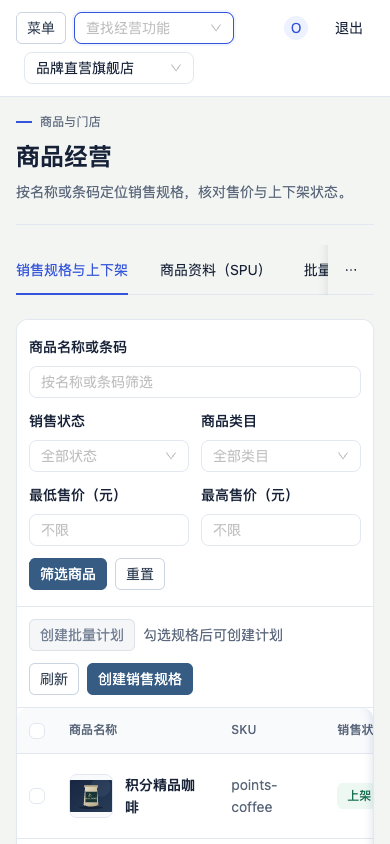 菜单
查找经营功能
O
退出
品牌直营旗舰店
商品与门店
商品经营
按名称或条码定位销售规格，核对售价与上下架状态。
销售规格与上下架
商品资料（SPU）
批量
···
商品名称或条码
按名称或条码筛选
销售状态
商品类目
全部状态
全部类目
最低售价（元）
最高售价（元）
不限
不限
筛选商品
重置
创建批量计划
勾选规格后可创建计划
刷新
创建销售规格
商品名称
SKU
销售状
积分精品咖
啡
points-
coffee
上架